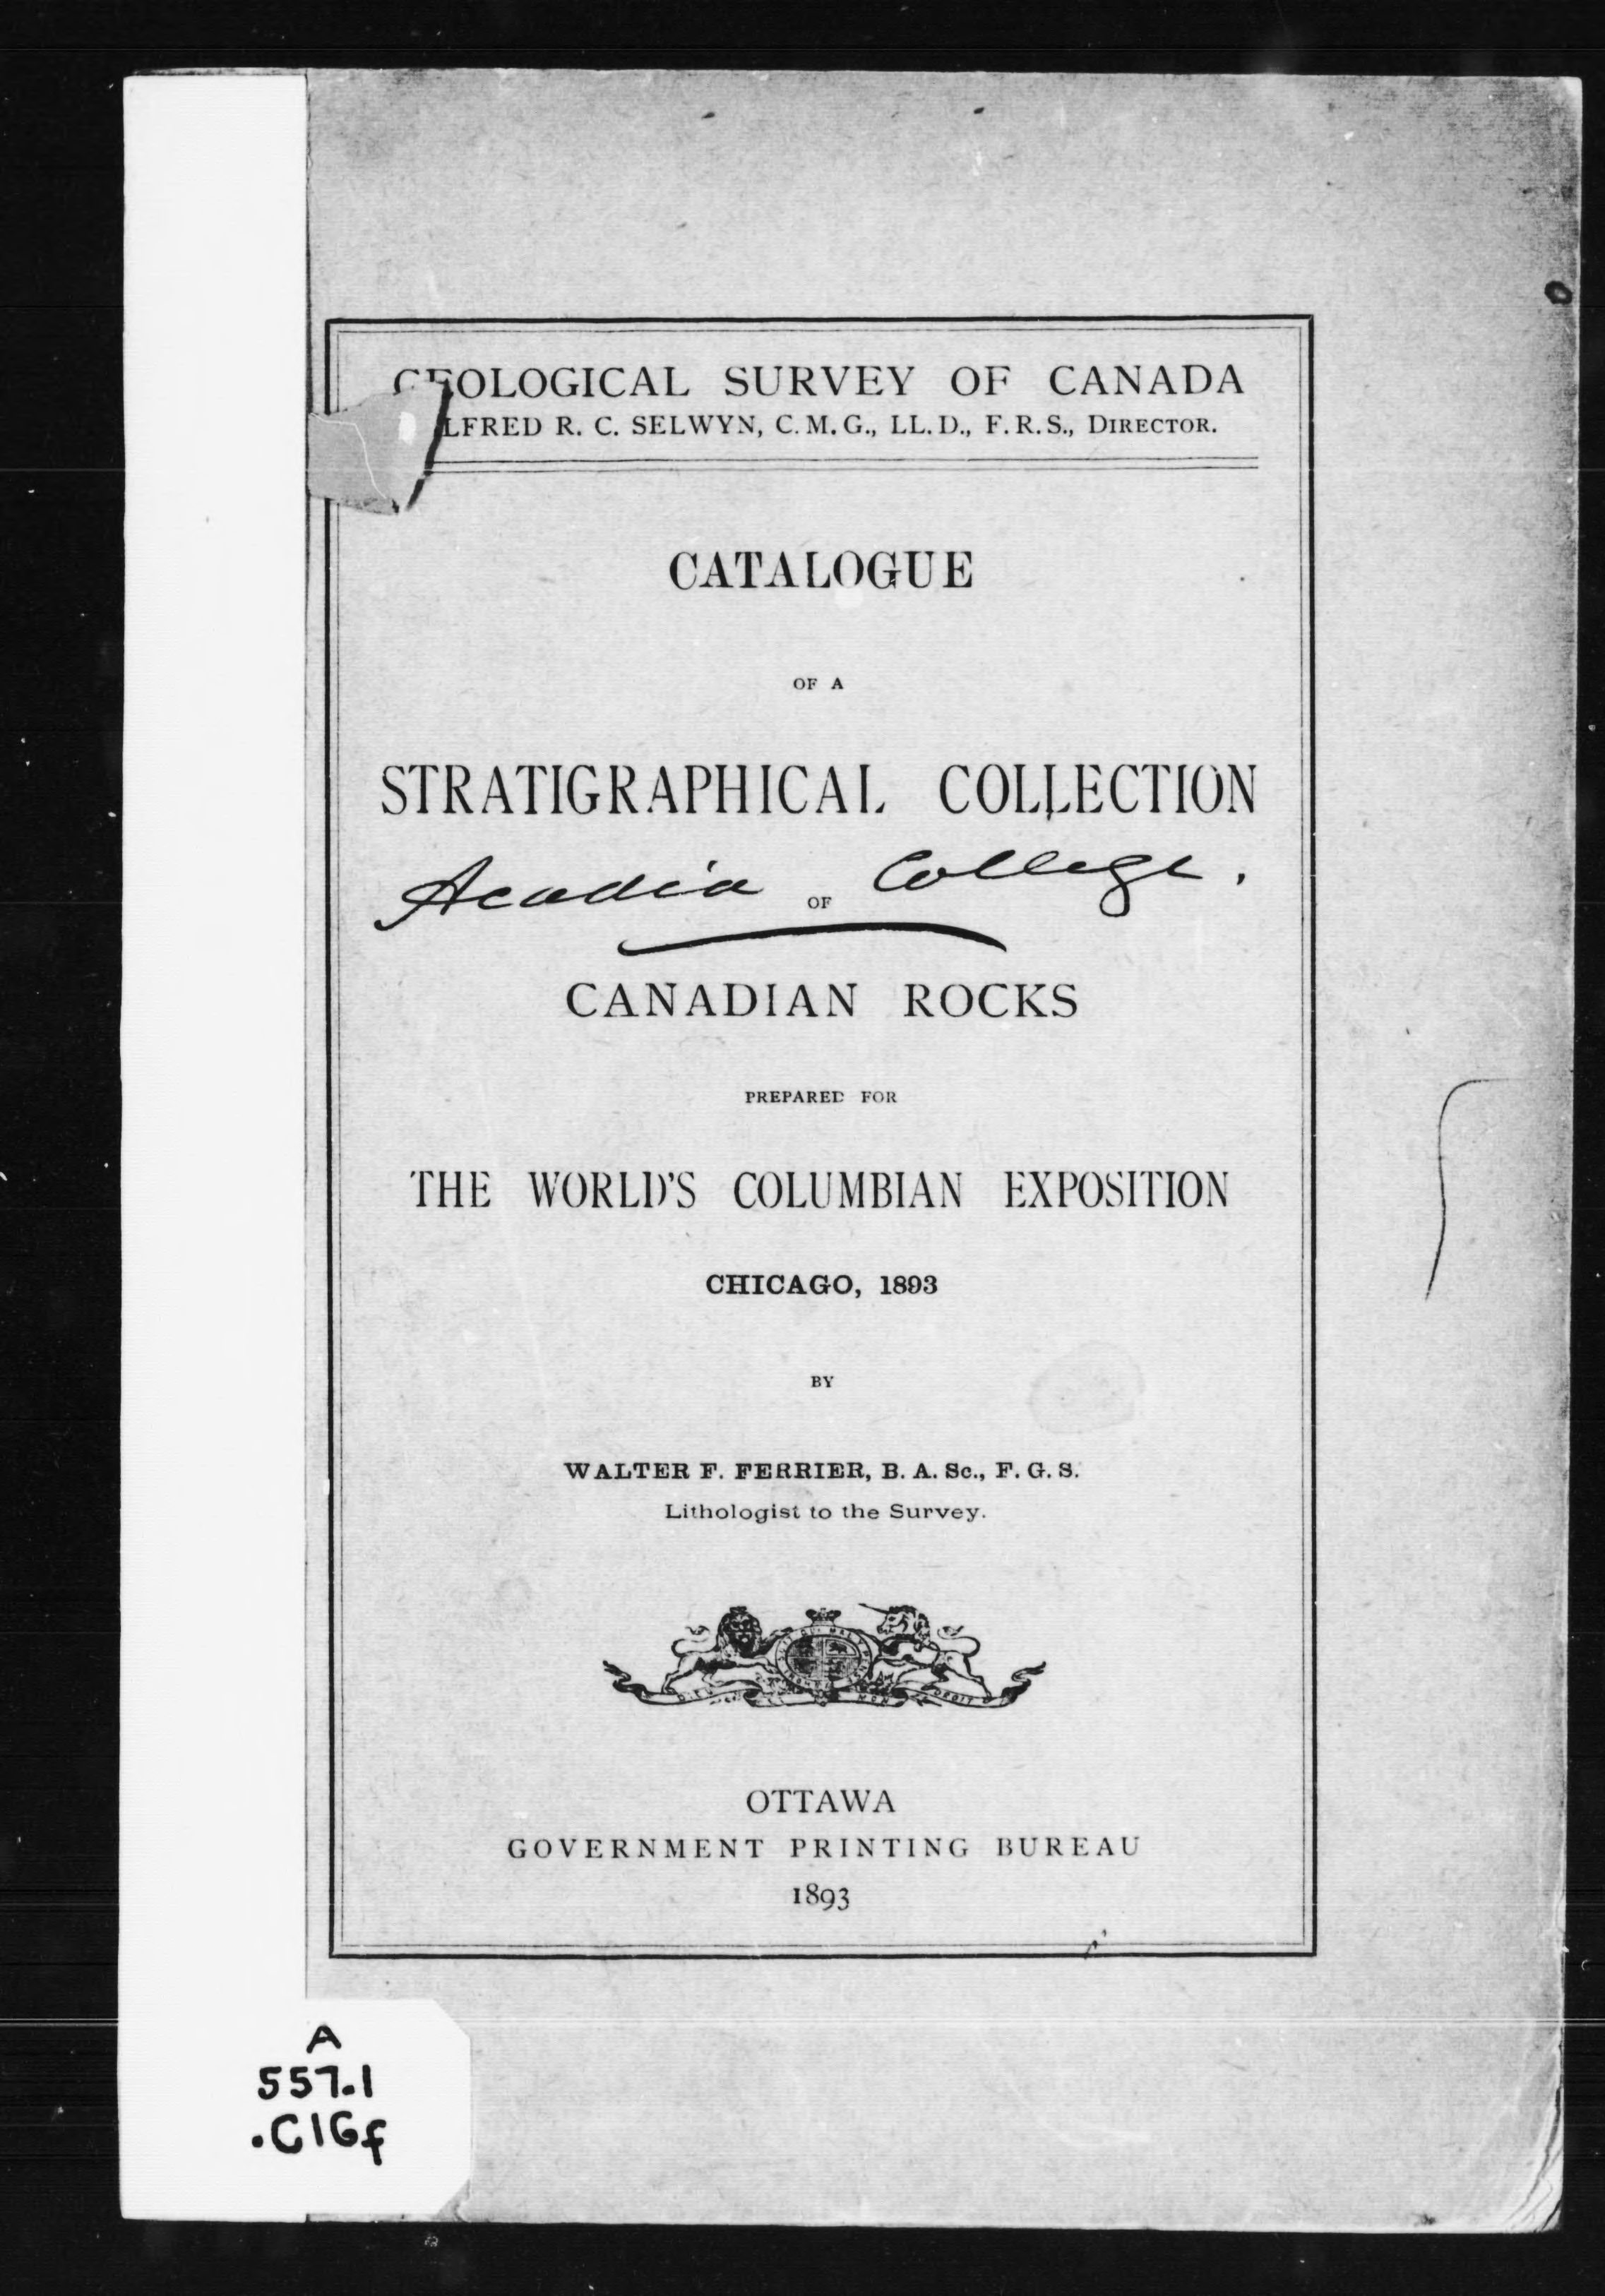 GEOLOGICAL SURVEY OF CANADA
LFRED R. C. SELWYN, C.M.G., LL.D., F.R.S., DIRECTOR.
CATALOGUE
OF A
STRATIGRAPHICAL COLLECTION
Acadia College.
OF
CANADIAN ROCKS
PREPARED FOR
THE WORLD'S COLUMBIAN EXPOSITION
CHICAGO, 1893
BY
WALTER F. FERRIER, B. A. Sc., F. G. S.
Lithologist to the Survey.
OTTAWA
GOVERNMENT PRINTING BUREAU
1893
A
557.1
.C16f